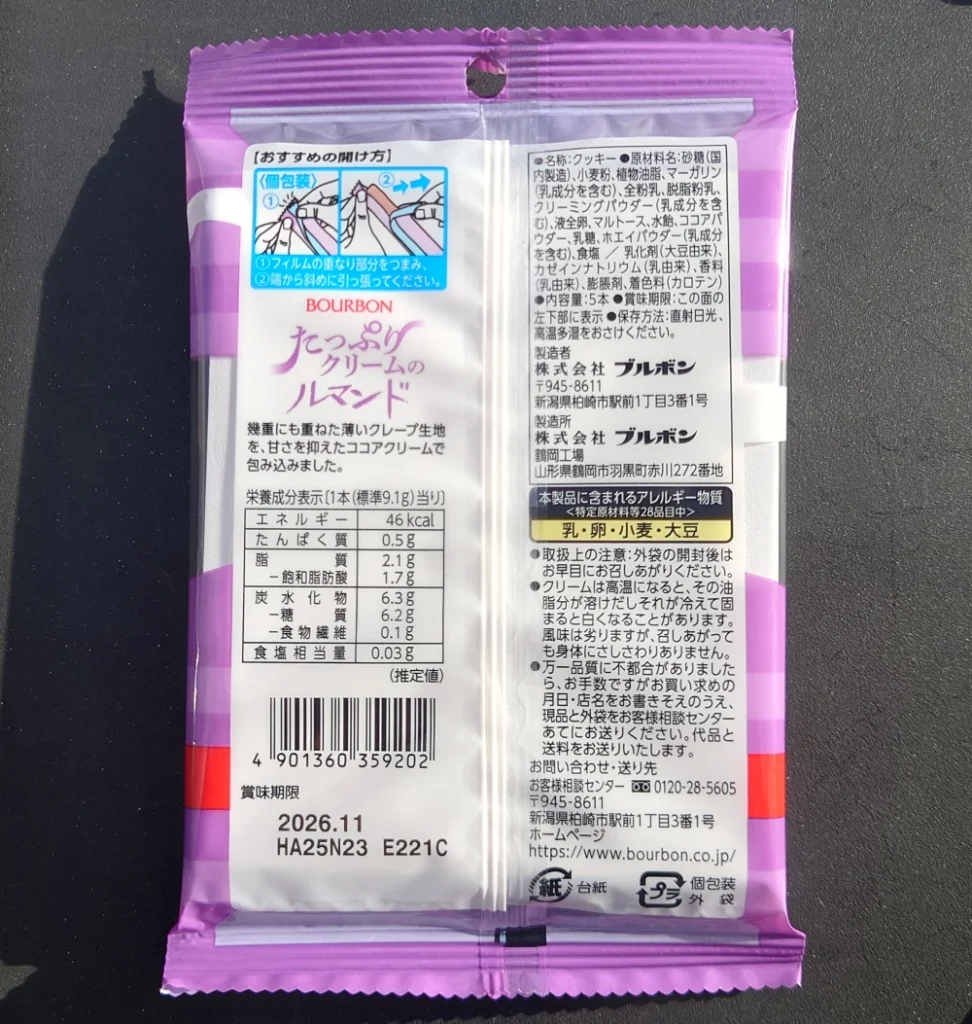 【おすすめの開け方】
〈個包装〉
①
②
①フィルムの重なり部分をつまみ、
②端から斜めに引っ張ってください。
BOURBON
たっぷり
クリームの
ルマンド
幾重にも重ねた薄いクレープ生地
を、甘さを抑えたココアクリームで
包み込みました。
栄養成分表示〔1本(標準9.1g)当り〕
エネルギー 46kcal
たんぱく質 0.5g
脂質 2.1g
−飽和脂肪酸 1.7g
炭水化物 6.3g
−糖質 6.2g
−食物繊維 0.1g
食塩相当量 0.03g
(推定値)
4 901360 359202
賞味期限
2026.11
HA25N23 E221C
●名称:クッキー ●原材料名:砂糖(国
内製造)、小麦粉、植物油脂、マーガリン
(乳成分を含む)、全粉乳、脱脂粉乳、
クリーミングパウダー(乳成分を含
む)、液全卵、マルトース、水飴、ココアパ
ウダー、乳糖、ホエイパウダー(乳成分
を含む)、食塩 ／ 乳化剤(大豆由来)、
カゼインナトリウム(乳由来)、香料
(乳由来)、膨脹剤、着色料(カロテン)
●内容量:5本 ●賞味期限:この面の
左下部に表示 ●保存方法:直射日光、
高温多湿をおさけください。
製造者
株式会社 ブルボン
〒945-8611
新潟県柏崎市駅前1丁目3番1号
製造所
株式会社 ブルボン
鶴岡工場
山形県鶴岡市羽黒町赤川272番地
本製品に含まれるアレルギー物質
<特定原材料等28品目中>
乳・卵・小麦・大豆
●取扱上の注意:外袋の開封後は
お早目にお召しあがりください。
●クリームは高温になると、その油
脂分が溶けだしそれが冷えて固
まると白くなることがあります。
風味は劣りますが、召しあがって
も身体にさしさわりありません。
●万一品質に不都合がありました
ら、お手数ですがお買い求めの
月日・店名をお書きそえのうえ、
現品と外袋をお客様相談センター
あてにお送りください。代品と
送料をお送りいたします。
お問い合わせ・送り先
お客様相談センター 0120-28-5605
〒945-8611
新潟県柏崎市駅前1丁目3番1号
ホームページ
https://www.bourbon.co.jp/
紙 台紙
プラ 個包装
外袋